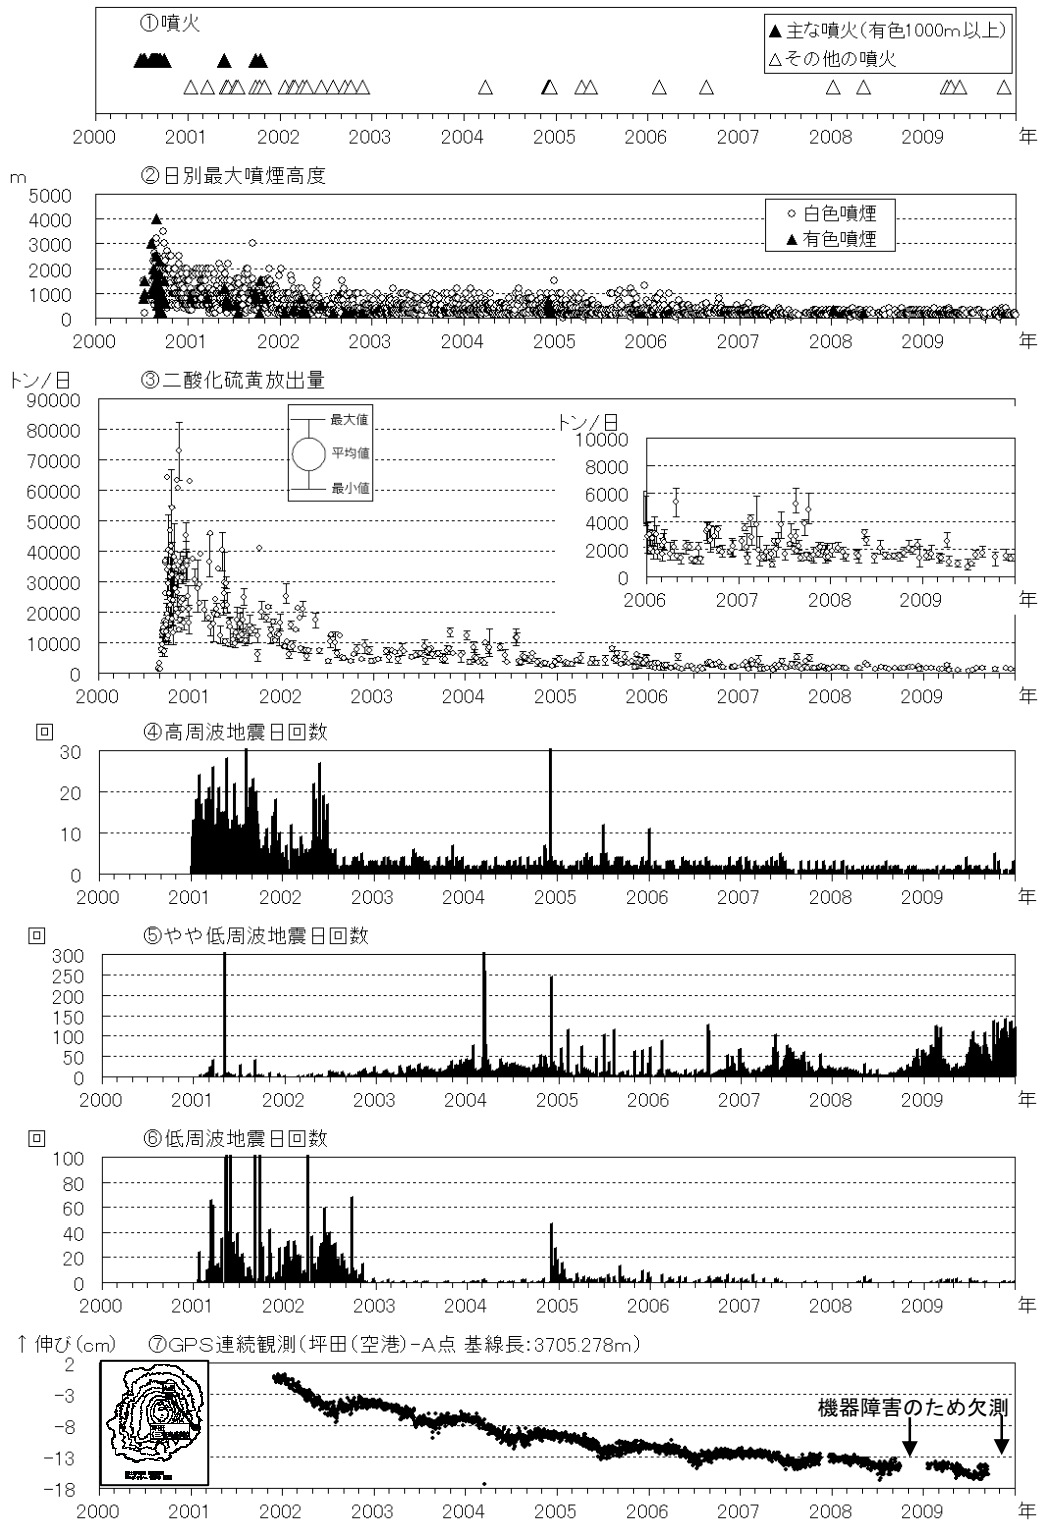 ①噴火
▲主な噴火(有色1000m以上)
△その他の噴火
2000 2001 2002 2003 2004 2005 2006 2007 2008 2009 年
m ②日別最大噴煙高度
5000
4000
3000
2000
1000
0
○ 白色噴煙
▲ 有色噴煙
2000 2001 2002 2003 2004 2005 2006 2007 2008 2009 年
トン/日 ③二酸化硫黄放出量
90000
80000
70000
60000
50000
40000
30000
20000
10000
0
最大値
平均値
最小値
トン/日
10000
8000
6000
4000
2000
0
2006 2007 2008 2009 年
2000 2001 2002 2003 2004 2005 2006 2007 2008 2009 年
回 ④高周波地震日回数
30
20
10
0
2000 2001 2002 2003 2004 2005 2006 2007 2008 2009 年
回 ⑤やや低周波地震日回数
300
250
200
150
100
50
0
2000 2001 2002 2003 2004 2005 2006 2007 2008 2009 年
回 ⑥低周波地震日回数
100
80
60
40
20
0
2000 2001 2002 2003 2004 2005 2006 2007 2008 2009 年
↑伸び(cm) ⑦GPS連続観測(坪田(空港)-A点 基線長:3705.278m)
2
-3
-8
-13
-18
機器障害のため欠測
2000 2001 2002 2003 2004 2005 2006 2007 2008 2009 年